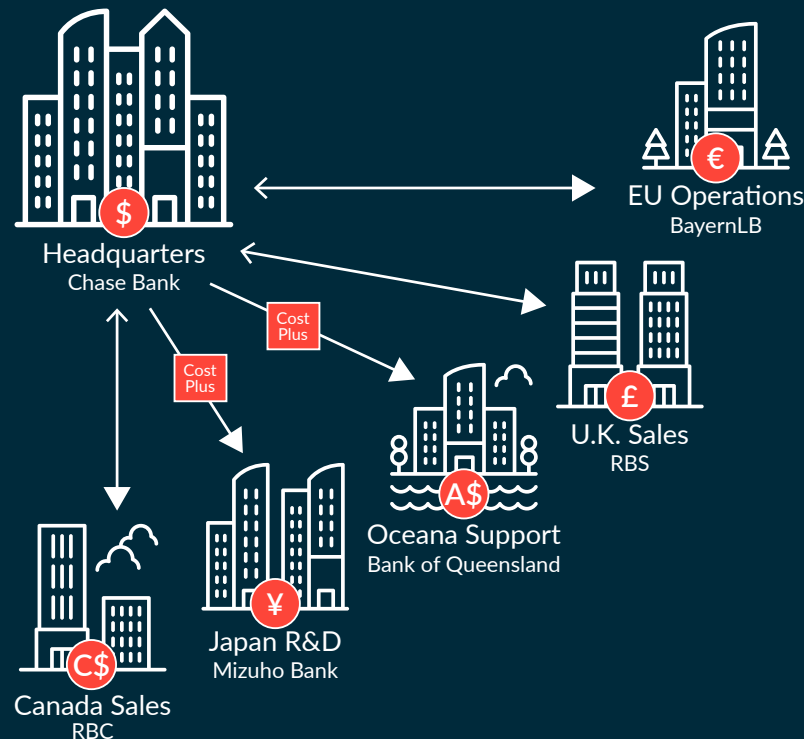 $
Headquarters
Chase Bank
€
EU Operations
BayernLB
Cost
Plus
Cost
Plus
£
U.K. Sales
RBS
A$
Oceana Support
Bank of Queensland
¥
Japan R&D
Mizuho Bank
C$
Canada Sales
RBC